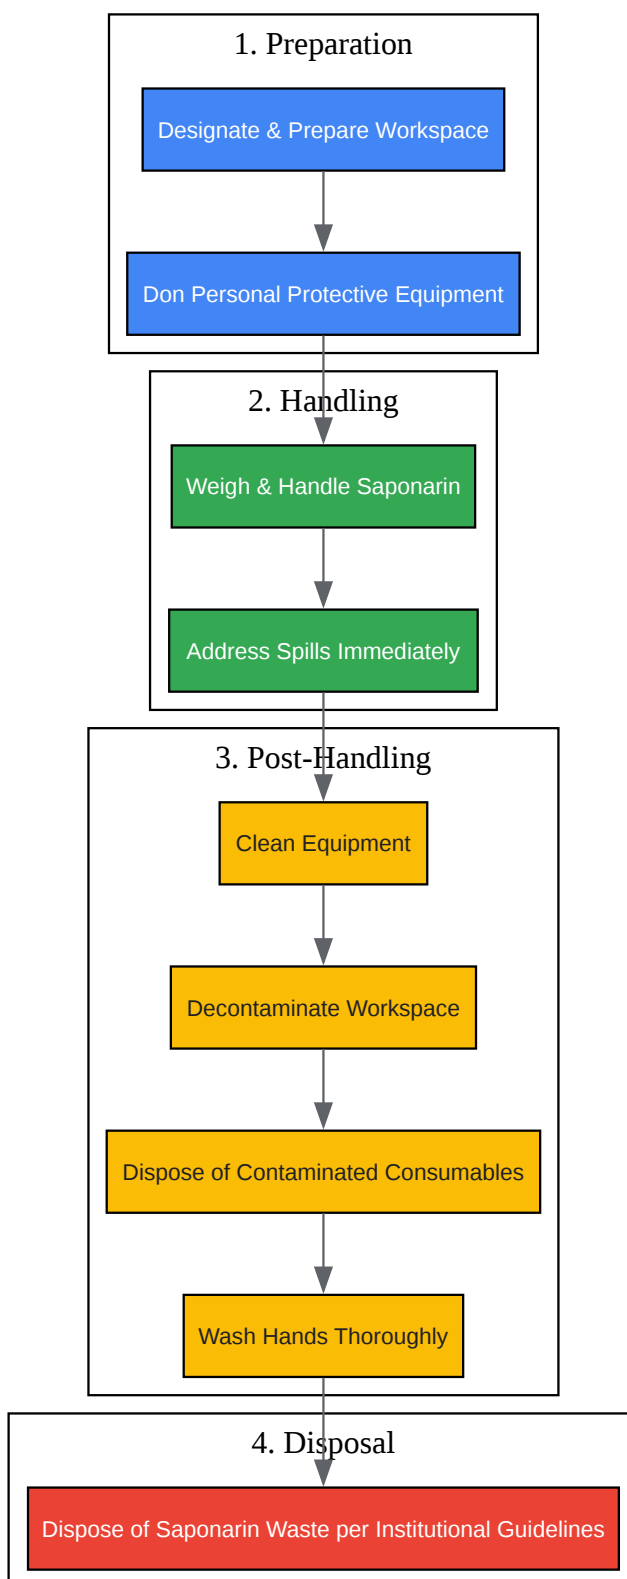 1. Preparation
Designate & Prepare Workspace
Don Personal Protective Equipment
2. Handling
Weigh & Handle Saponarin
Address Spills Immediately
3. Post-Handling
Clean Equipment
Decontaminate Workspace
Dispose of Contaminated Consumables
Wash Hands Thoroughly
4. Disposal
Dispose of Saponarin Waste per Institutional Guidelines